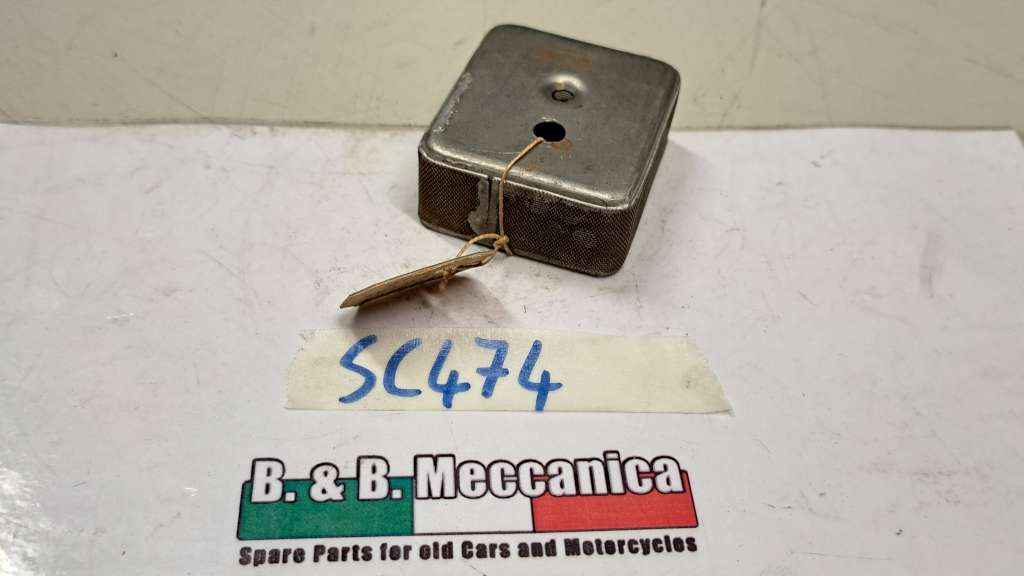 SC474
B. & B. Meccanica
Spare Parts for old Cars and Motorcycles